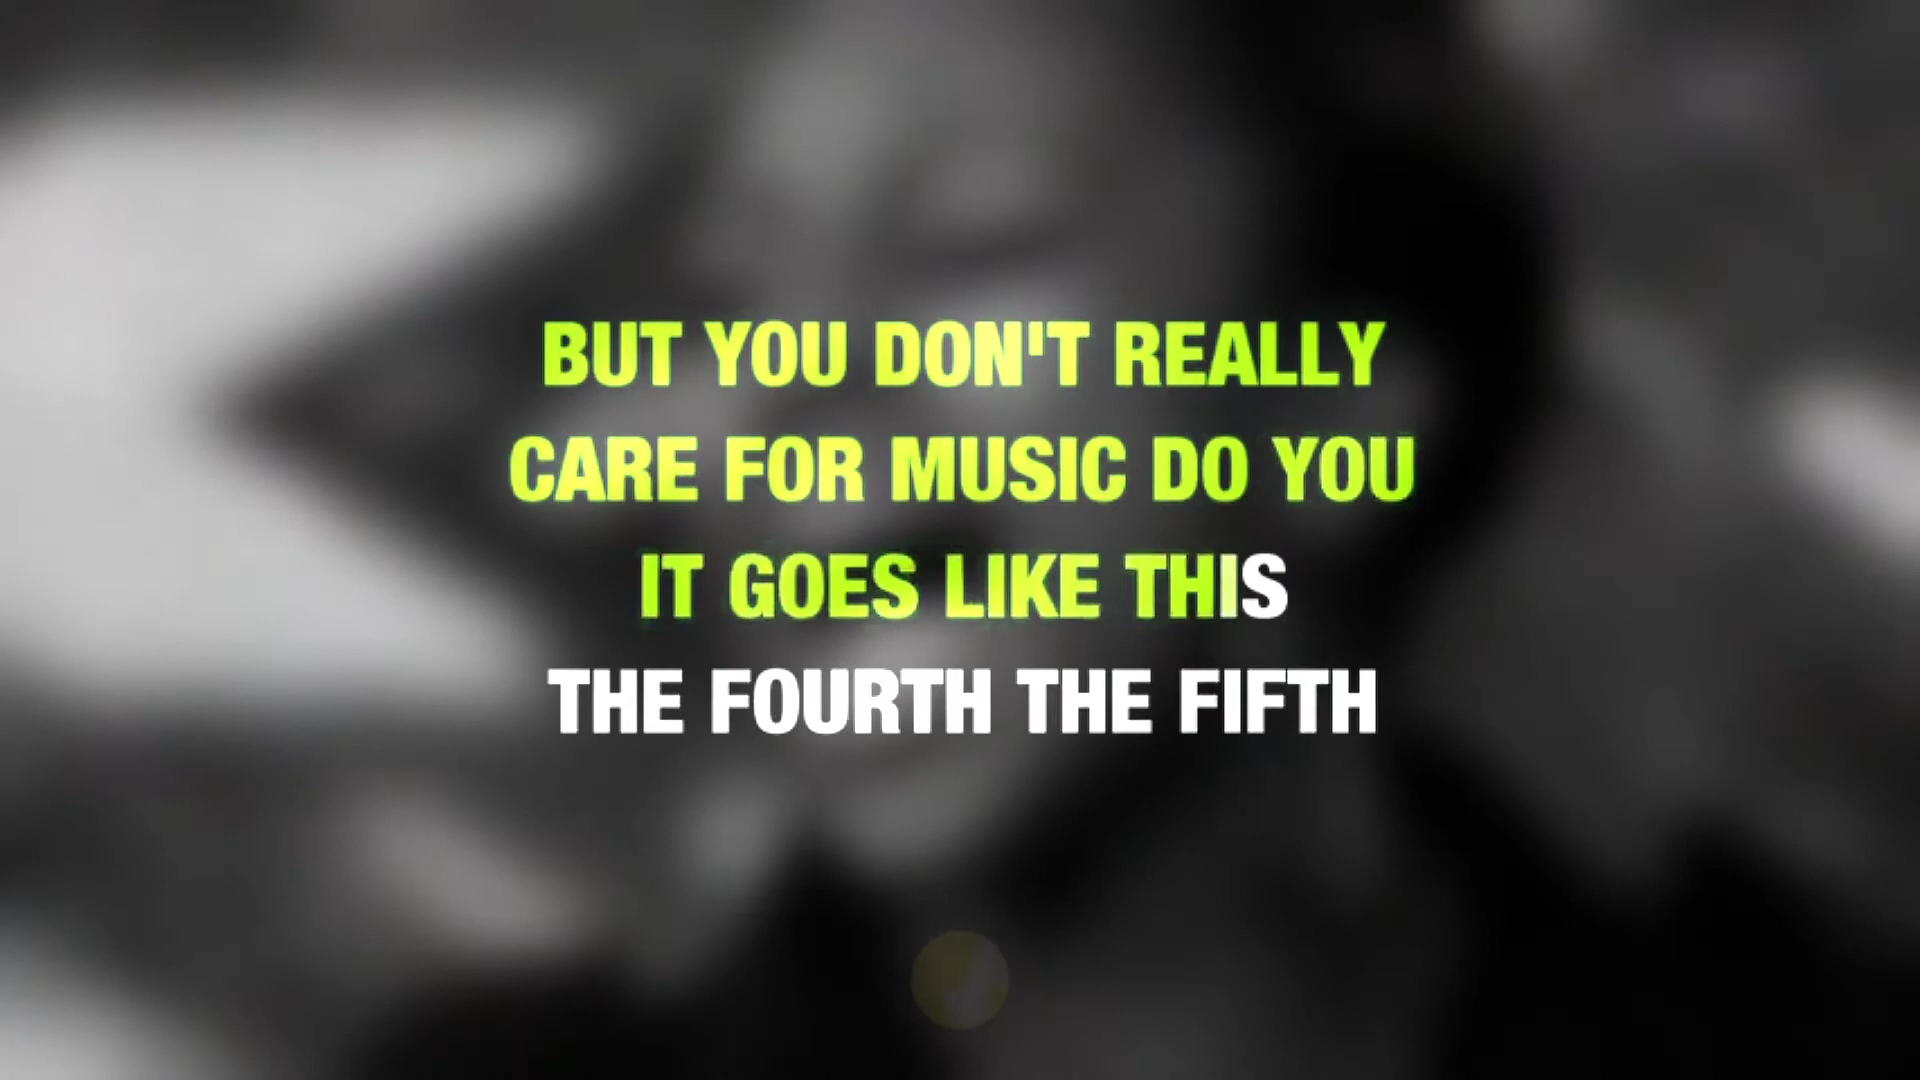 BUT YOU DON'T REALLY
CARE FOR MUSIC DO YOU
IT GOES LIKE THIS
THE FOURTH THE FIFTH